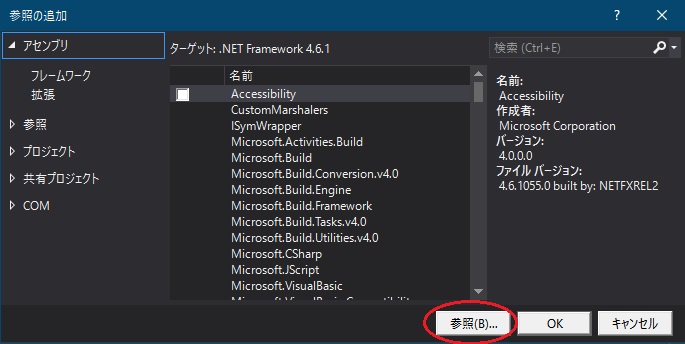 参照の追加
? ×
アセンブリ
フレームワーク
拡張
参照
プロジェクト
共有プロジェクト
COM
ターゲット: .NET Framework 4.6.1
名前
Accessibility
CustomMarshalers
ISymWrapper
Microsoft.Activities.Build
Microsoft.Build
Microsoft.Build.Conversion.v4.0
Microsoft.Build.Engine
Microsoft.Build.Framework
Microsoft.Build.Tasks.v4.0
Microsoft.Build.Utilities.v4.0
Microsoft.CSharp
Microsoft.JScript
Microsoft.VisualBasic
Microsoft.VisualBasic.Compatibility
検索 (Ctrl+E)
名前:
Accessibility
作成者:
Microsoft Corporation
バージョン:
4.0.0.0
ファイル バージョン:
4.6.1055.0 built by: NETFXREL2
参照(B)...
OK
キャンセル